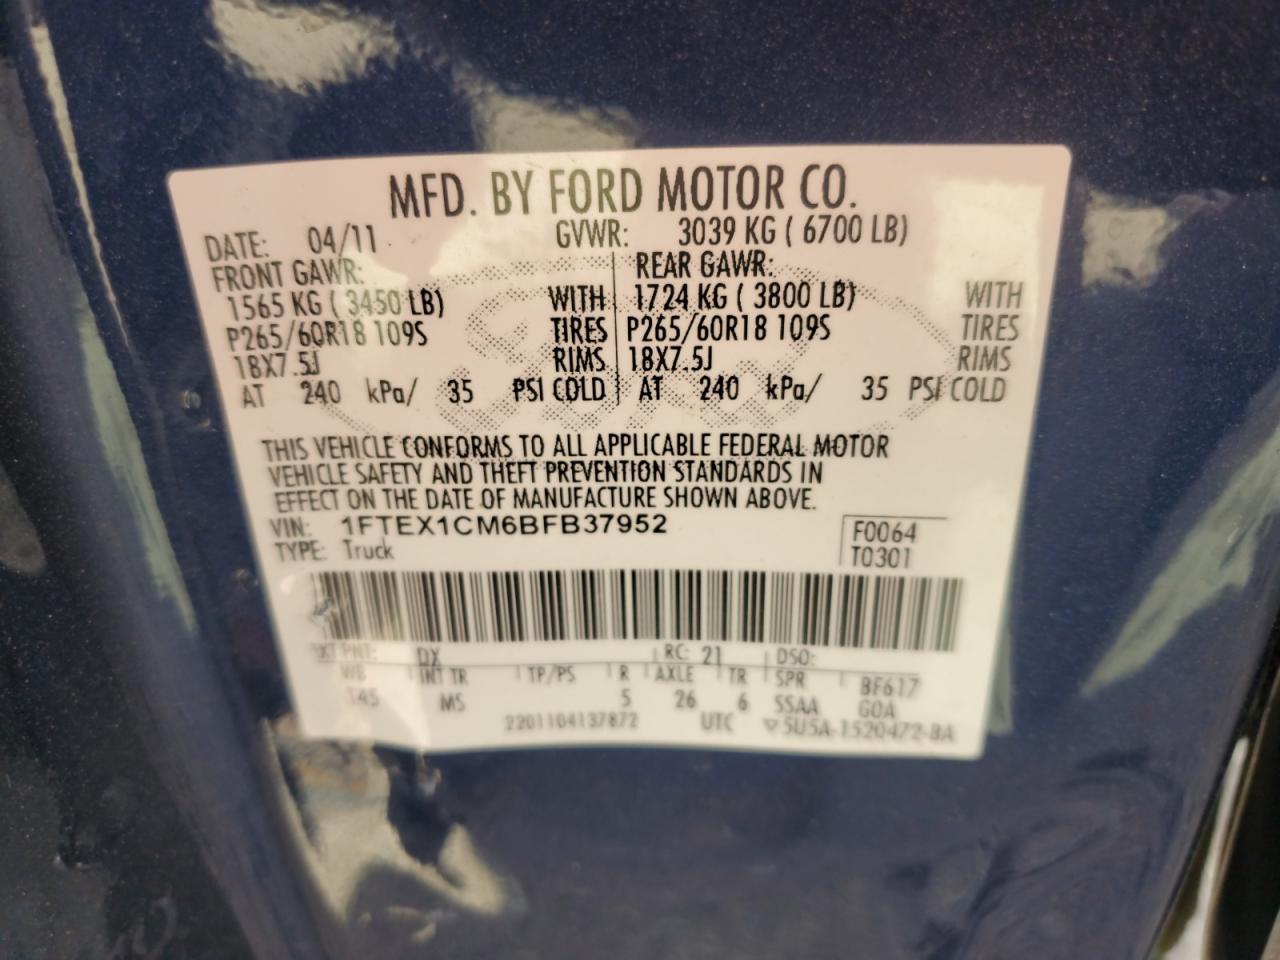 MFD. BY FORD MOTOR CO.
DATE: 04/11 GVWR: 3039 KG ( 6700 LB)
FRONT GAWR: REAR GAWR:
1565 KG ( 3450 LB) WITH 1724 KG ( 3800 LB) WITH
P265/60R18 109S TIRES P265/60R18 109S TIRES
18X7.5J RIMS 18X7.5J RIMS
AT 240 kPa/ 35 PSI COLD AT 240 kPa/ 35 PSI COLD
THIS VEHICLE CONFORMS TO ALL APPLICABLE FEDERAL MOTOR
VEHICLE SAFETY AND THEFT PREVENTION STANDARDS IN
EFFECT ON THE DATE OF MANUFACTURE SHOWN ABOVE.
VIN: 1FTEX1CM6BFB37952 F0064
TYPE: Truck T0301
EXT PNT: DX RC: 21 DSO:
WB INT TR TP/PS R AXLE TR SPR BF617
145 MS 5 26 6 SSAA GOA
2201104137872 UTC ▽5U5A-1520472-BA